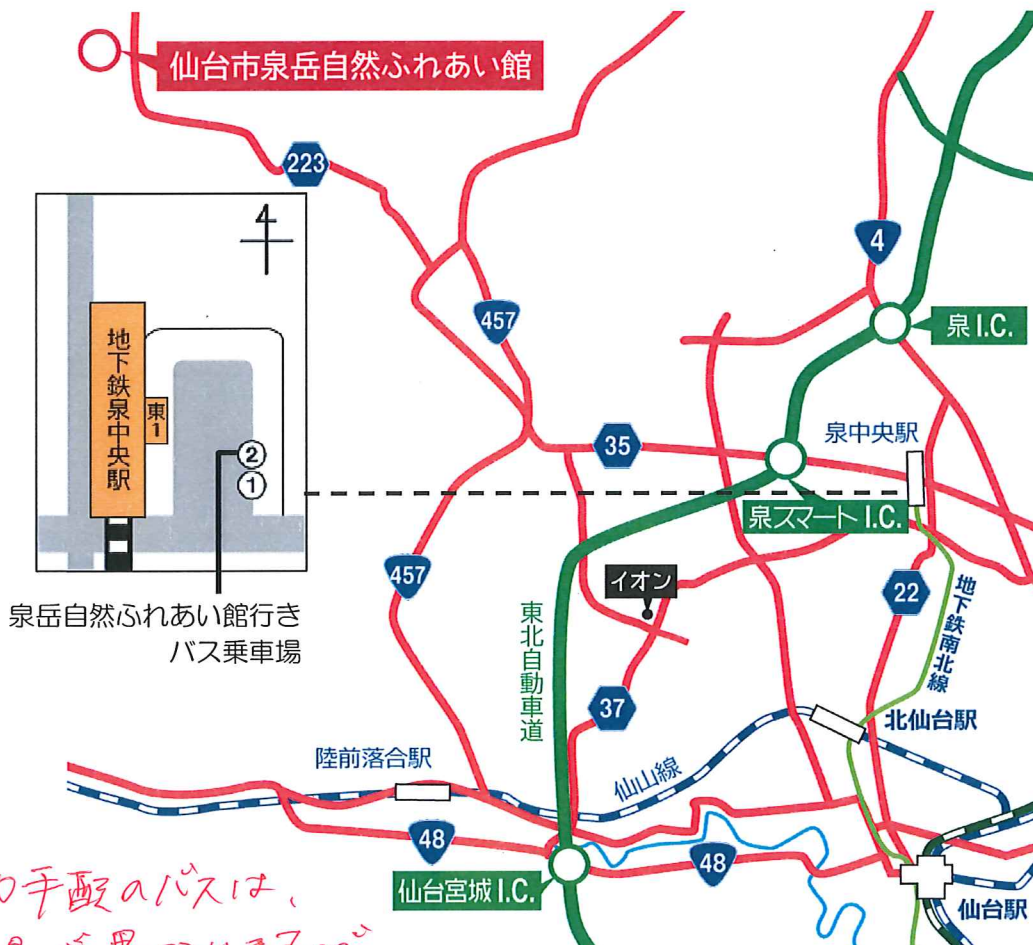 仙台市泉岳自然ふれあい館
223
4
4
457
泉I.C.
地下鉄泉中央駅
東1
②
①
35
泉中央駅
泉スマートI.C.
457
イオン
22
地下鉄南北線
泉岳自然ふれあい館行き
バス乗車場
東北自動車道
37
北仙台駅
陸前落合駅
仙山線
48
48
仙台宮城I.C.
仙台駅
手配のバスは、